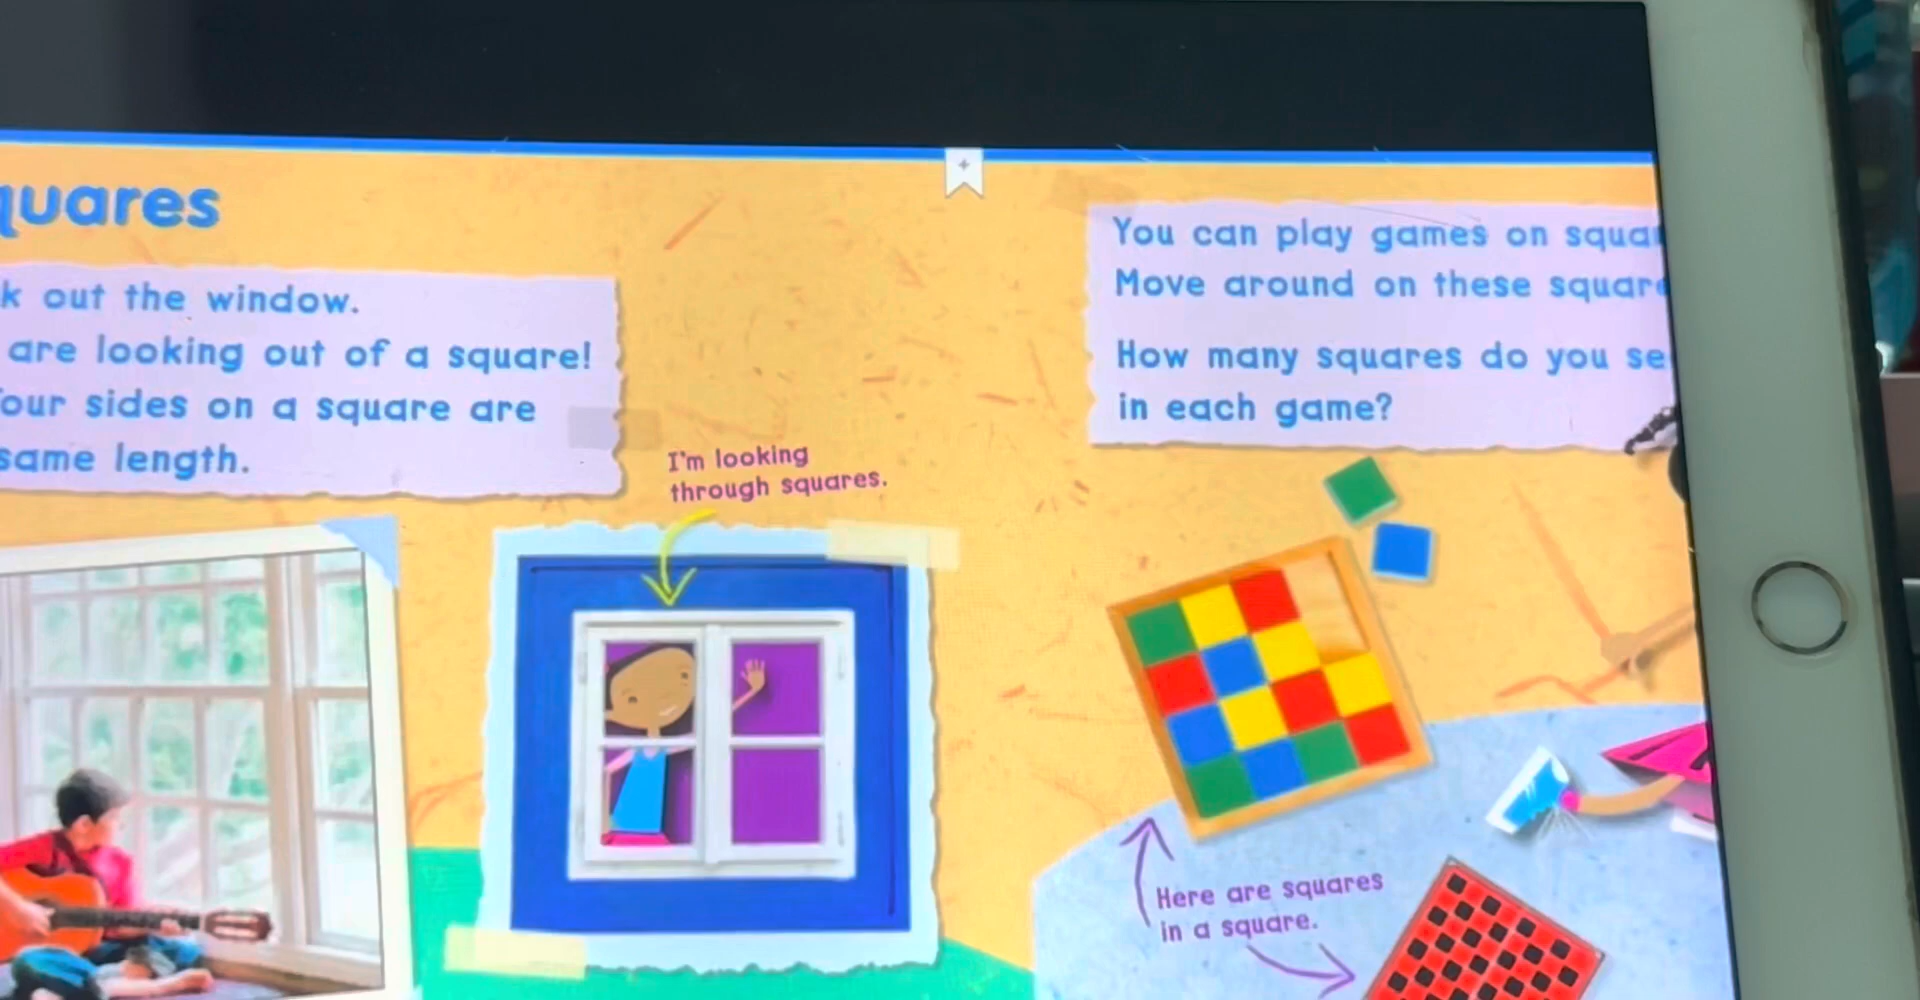 quares
k out the window.
are looking out of a square!
our sides on a square are
same length.
I'm looking
through squares.
You can play games on squa
Move around on these square
How many squares do you se
in each game?
Here are squares
in a square.